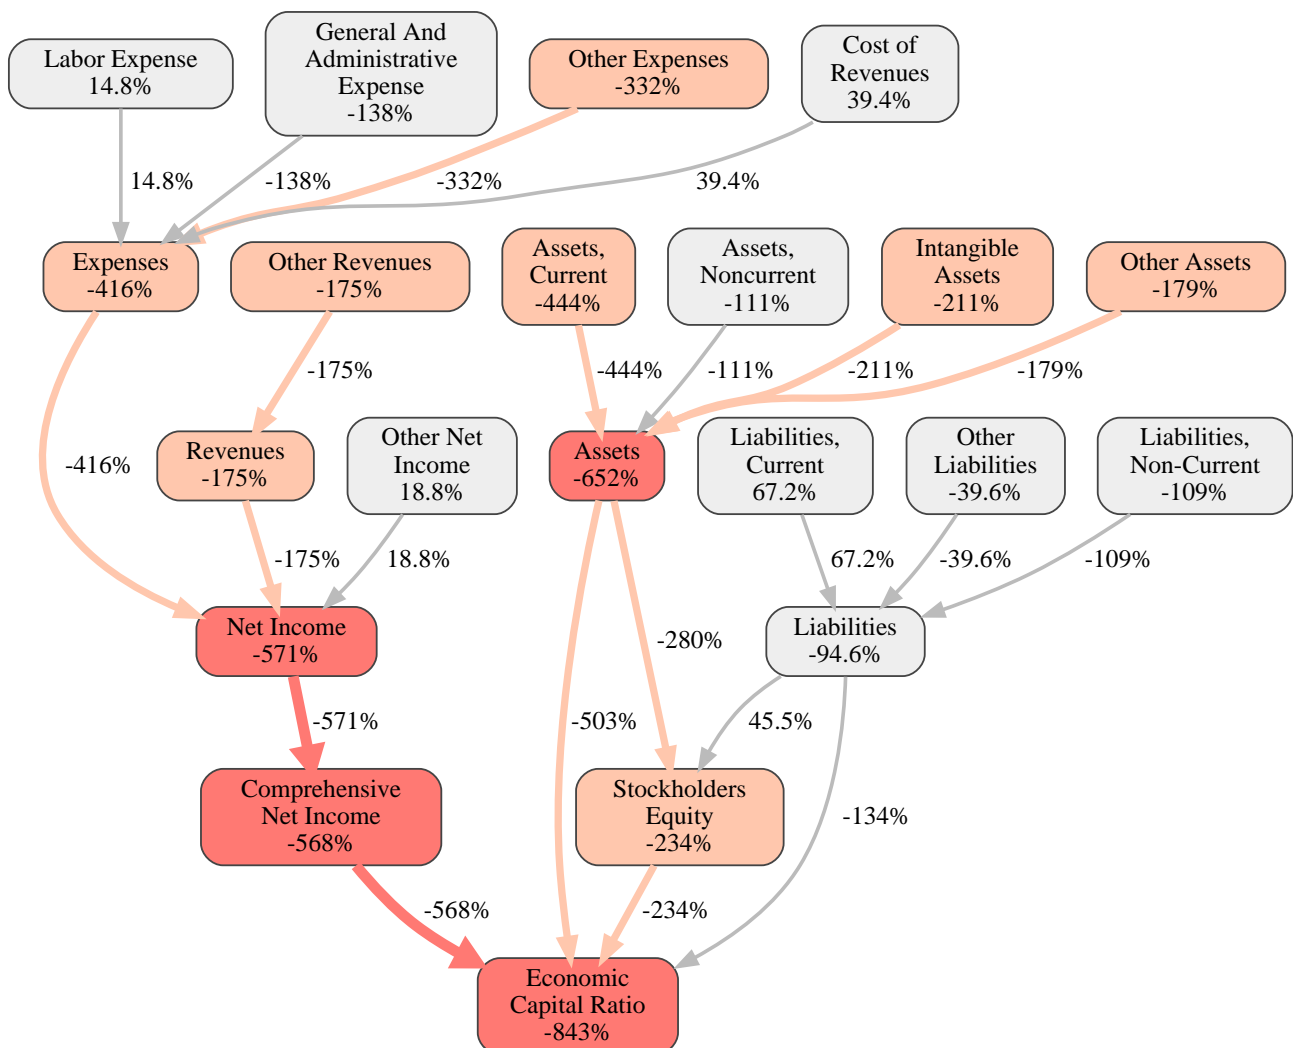 Labor Expense
14.8%
General And
Administrative
Expense
-138%
Other Expenses
-332%
Cost of
Revenues
39.4%
14.8%
-138%
-332%
39.4%
Expenses
-416%
Other Revenues
-175%
Assets,
Current
-444%
Assets,
Noncurrent
-111%
Intangible
Assets
-211%
Other Assets
-179%
-175%
-444%
-111%
-211%
-179%
-416%
Revenues
-175%
Other Net
Income
18.8%
Assets
-652%
Liabilities,
Current
67.2%
Other
Liabilities
-39.6%
Liabilities,
Non-Current
-109%
-175%
18.8%
67.2%
-39.6%
-109%
Net Income
-571%
-280%
Liabilities
-94.6%
-571%
-503%
45.5%
Comprehensive
Net Income
-568%
Stockholders
Equity
-234%
-134%
-568%
-234%
Economic
Capital Ratio
-843%